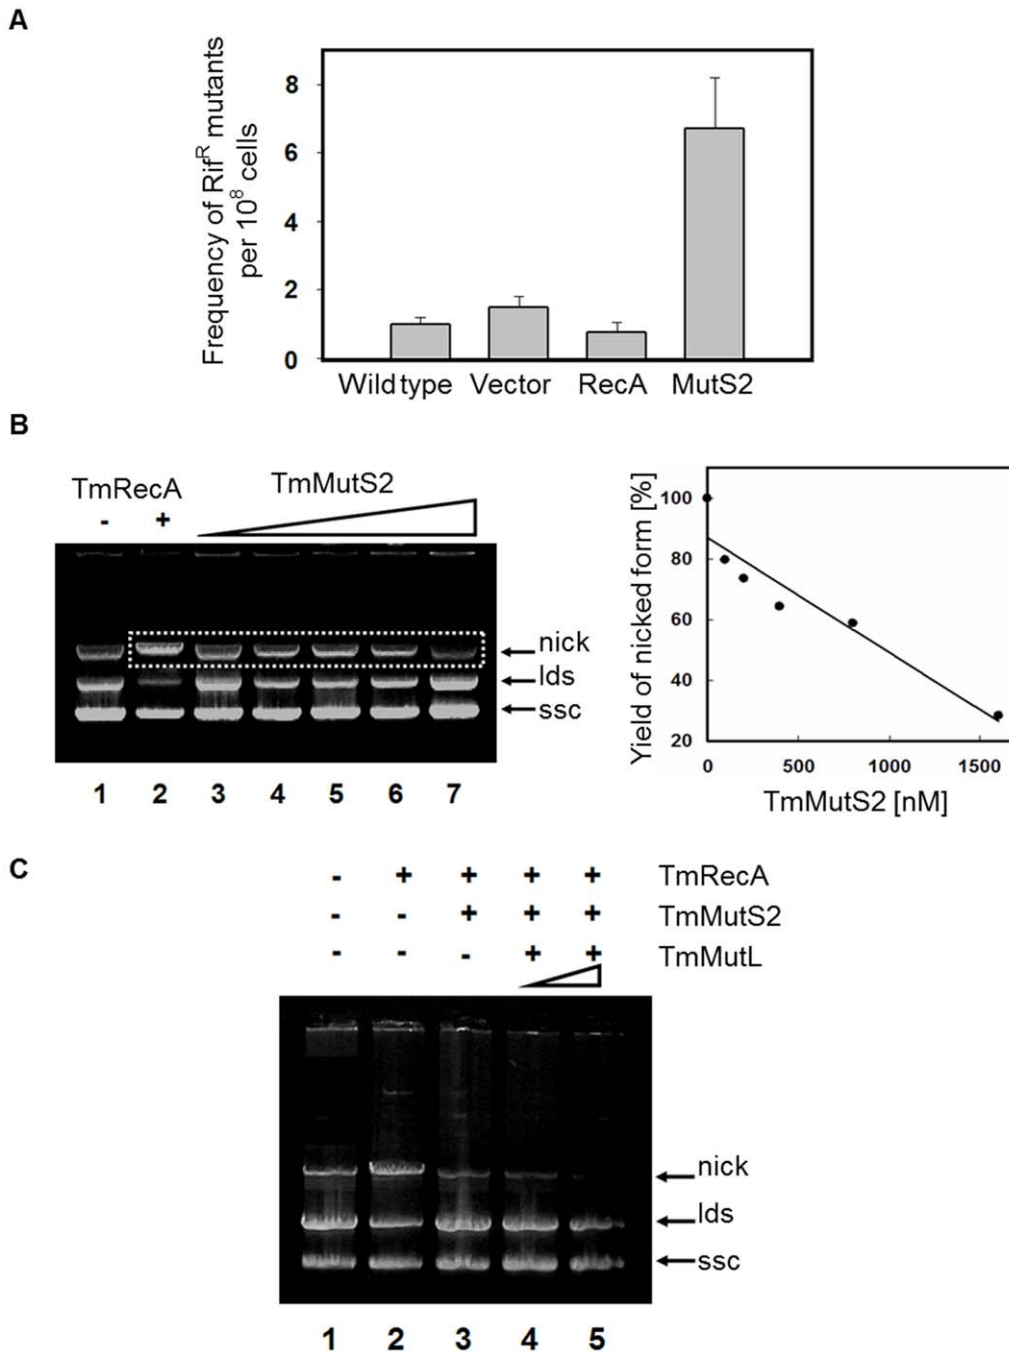 A
Frequency of Rif^R mutants
per 10^8 cells
8
6
4
2
0
Wild type Vector RecA MutS2
B
TmRecA TmMutS2
- +
nick
lds
ssc
1 2 3 4 5 6 7
Yield of nicked form [%]
100
80
60
40
20
0 500 1000 1500
TmMutS2 [nM]
C
- + + + + TmRecA
- - + + + TmMutS2
- - - + + TmMutL
nick
lds
ssc
1 2 3 4 5